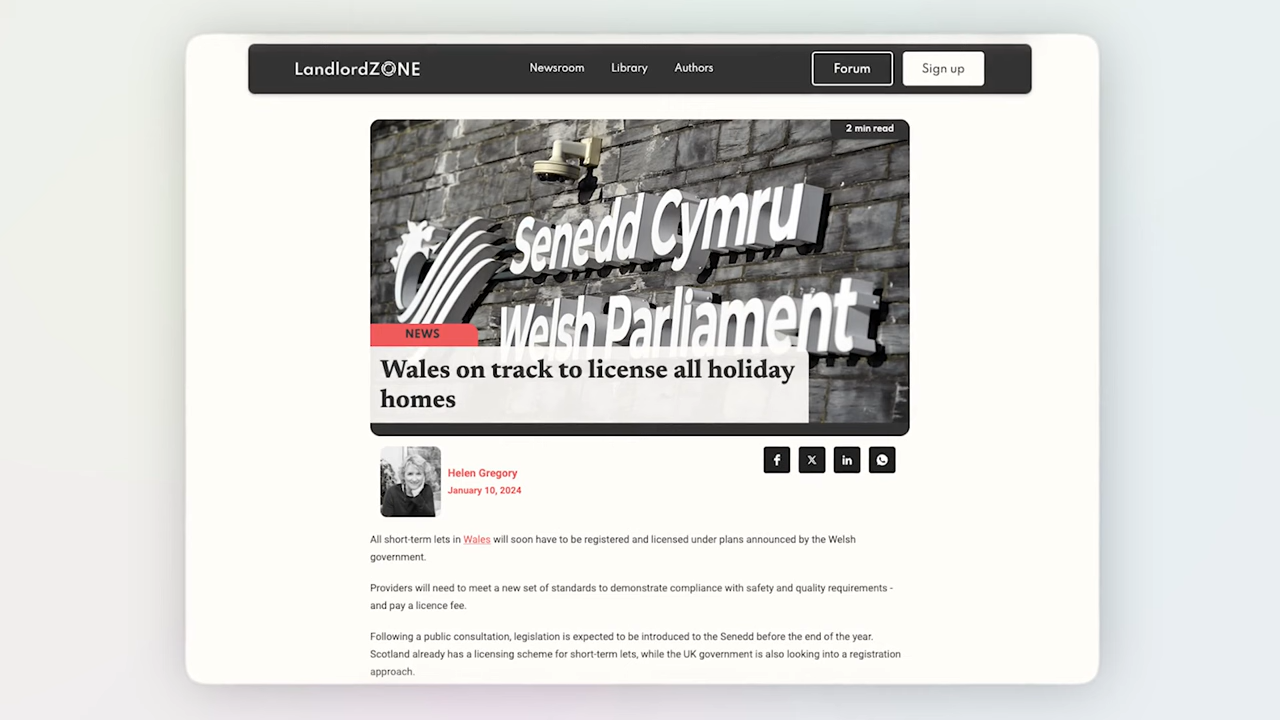 LandlordZONE
Newsroom
Library
Authors
Forum
Sign up
2 min read
Senedd Cymru
Welsh Parliament
NEWS
Wales on track to license all holiday
homes
Helen Gregory
January 10, 2024
All short-term lets in Wales will soon have to be registered and licensed under plans announced by the Welsh
government.
Providers will need to meet a new set of standards to demonstrate compliance with safety and quality requirements -
and pay a licence fee.
Following a public consultation, legislation is expected to be introduced to the Senedd before the end of the year.
Scotland already has a licensing scheme for short-term lets, while the UK government is also looking into a registration
approach.